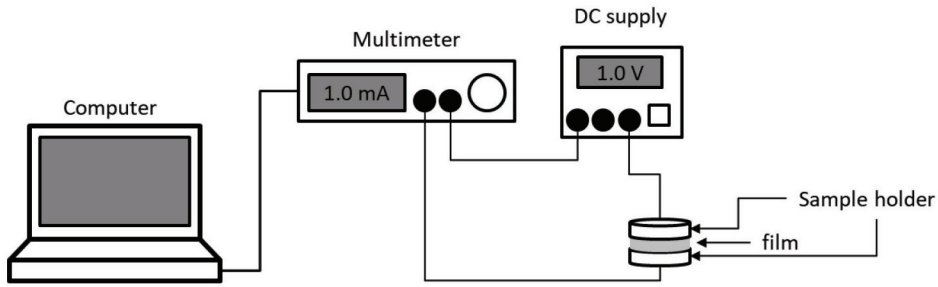 DC supply
Multimeter
1.0 V
1.0 mA
Computer
Sample holder
film